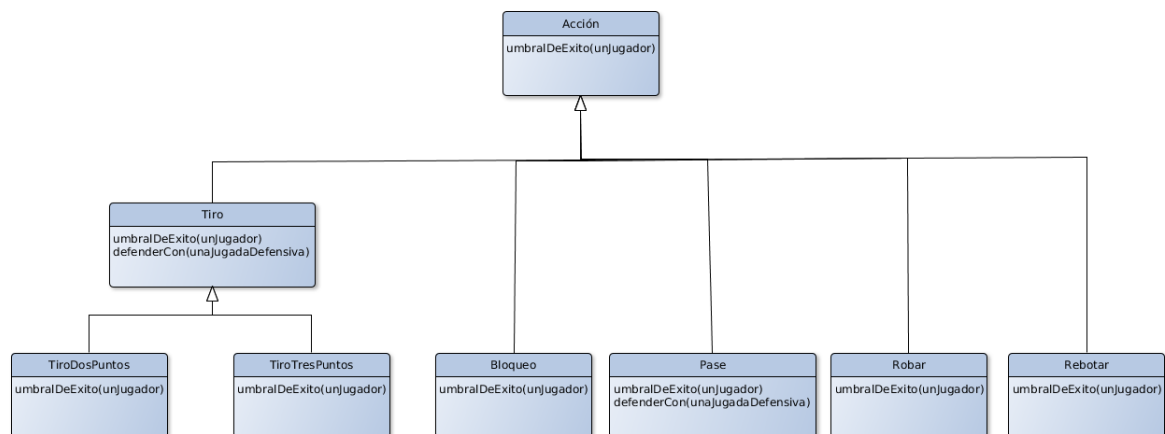 Acción
umbralDeExito(unJugador)
Tiro
umbralDeExito(unJugador)
defenderCon(unaJugadaDefensiva)
TiroDosPuntos
umbralDeExito(unJugador)
TiroTresPuntos
umbralDeExito(unJugador)
Bloqueo
umbralDeExito(unJugador)
Pase
umbralDeExito(unJugador)
defenderCon(unaJugadaDefensiva)
Robar
umbralDeExito(unJugador)
Rebotar
umbralDeExito(unJugador)